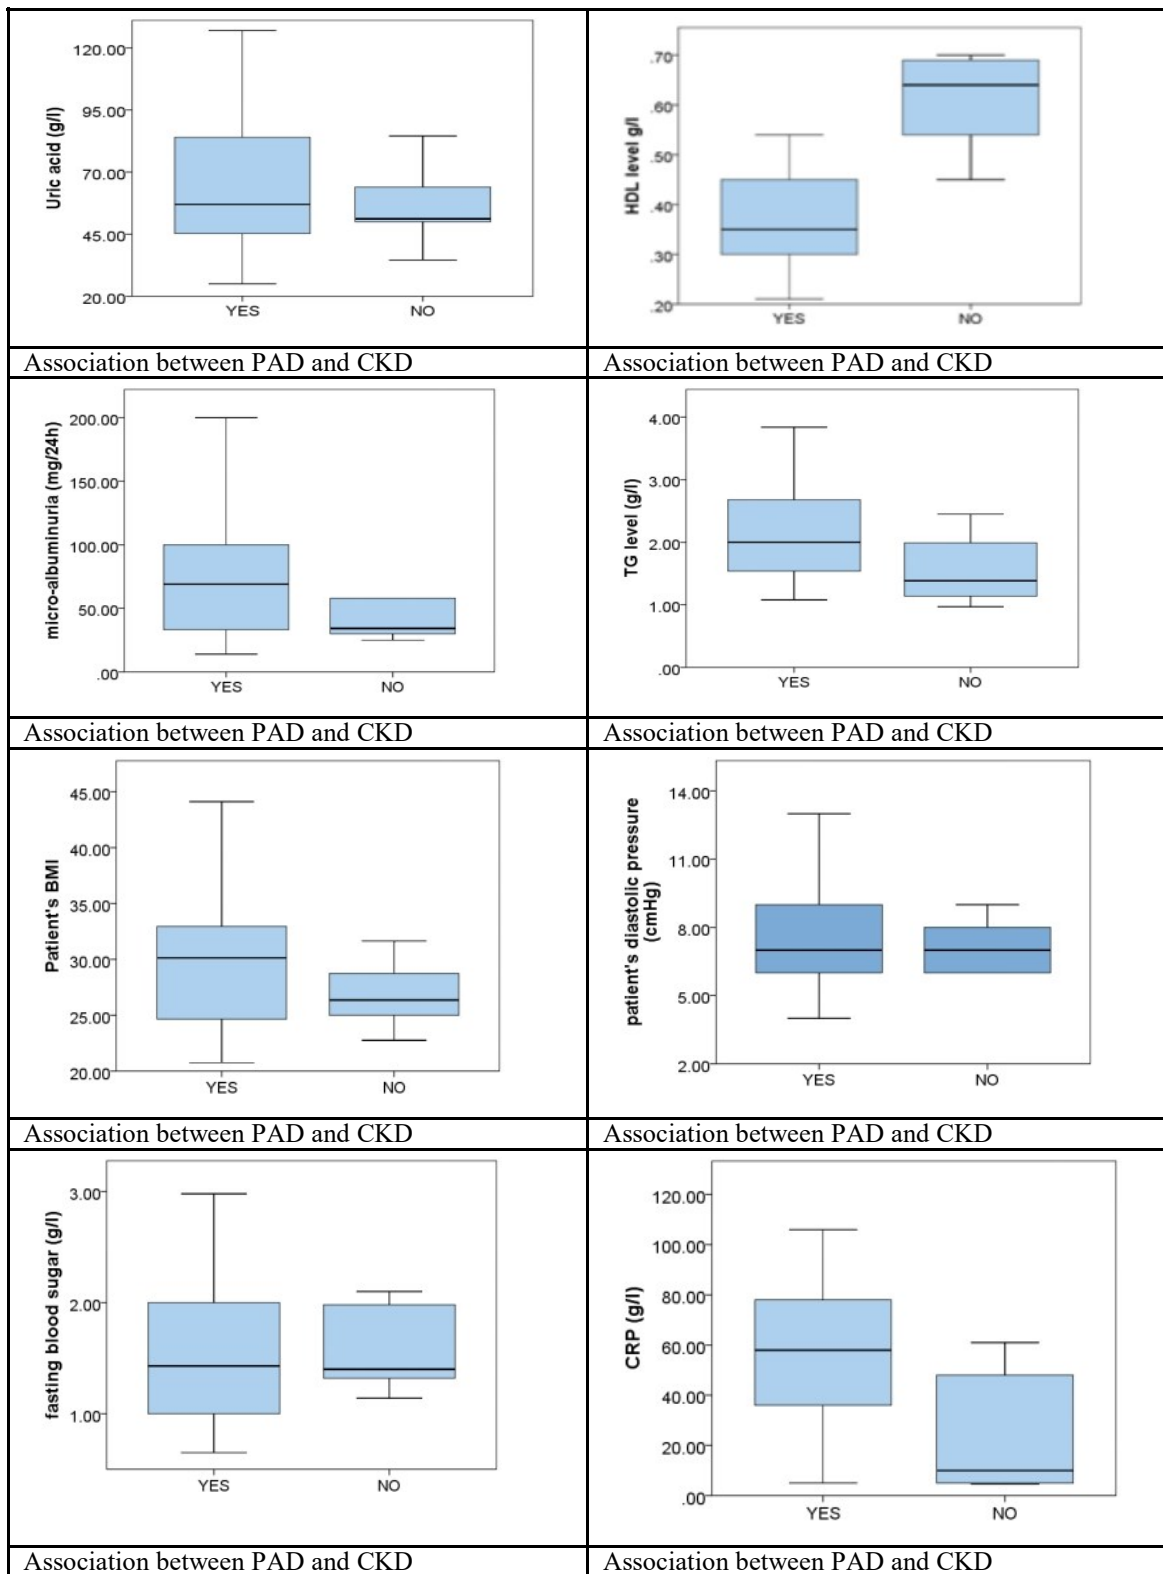 Uric acid (g/l)
120.00
95.00
70.00
45.00
20.00
YES NO
HDL level g/l
.70
.60
.50
.40
.30
.20
YES NO
Association between PAD and CKD
Association between PAD and CKD
micro-albuminuria (mg/24h)
200.00
150.00
100.00
50.00
.00
YES NO
TG level (g/l)
4.00
3.00
2.00
1.00
.00
YES NO
Association between PAD and CKD
Association between PAD and CKD
Patient's BMI
45.00
40.00
35.00
30.00
25.00
20.00
YES NO
patient's diastolic pressure
(cmHg)
14.00
11.00
8.00
5.00
2.00
YES NO
Association between PAD and CKD
Association between PAD and CKD
fasting blood sugar (g/l)
3.00
2.00
1.00
YES NO
CRP (g/l)
120.00
100.00
80.00
60.00
40.00
20.00
.00
YES NO
Association between PAD and CKD
Association between PAD and CKD